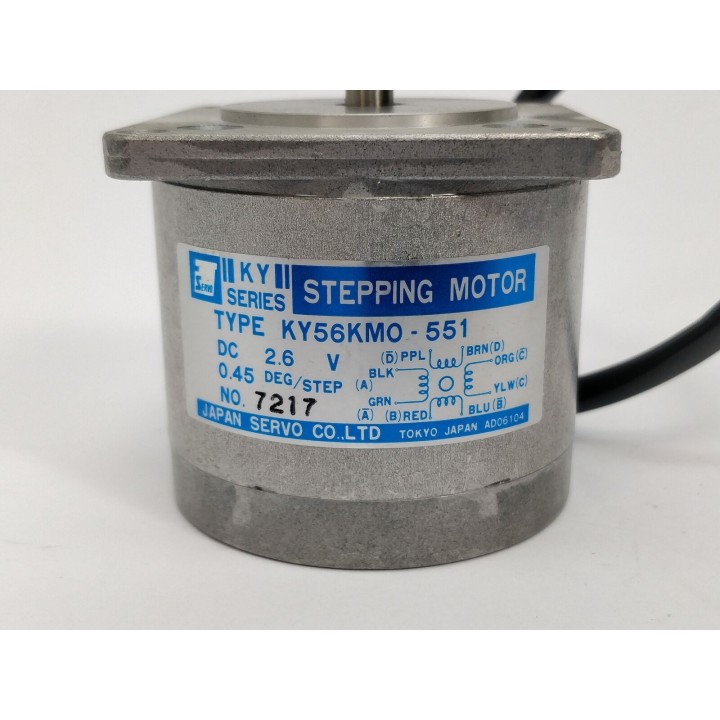 SERVO
KY
SERIES
STEPPING MOTOR
TYPE KY56KM0-551
DC 2.6 V
0.45 DEG/STEP
NO. 7217
(D̅) PPL
BRN(D)
BLK
ORG(C̅)
(A)
YLW(C)
GRN
BLU(B̅)
(A̅)
(B)RED
JAPAN SERVO CO.,LTD TOKYO JAPAN AD06104